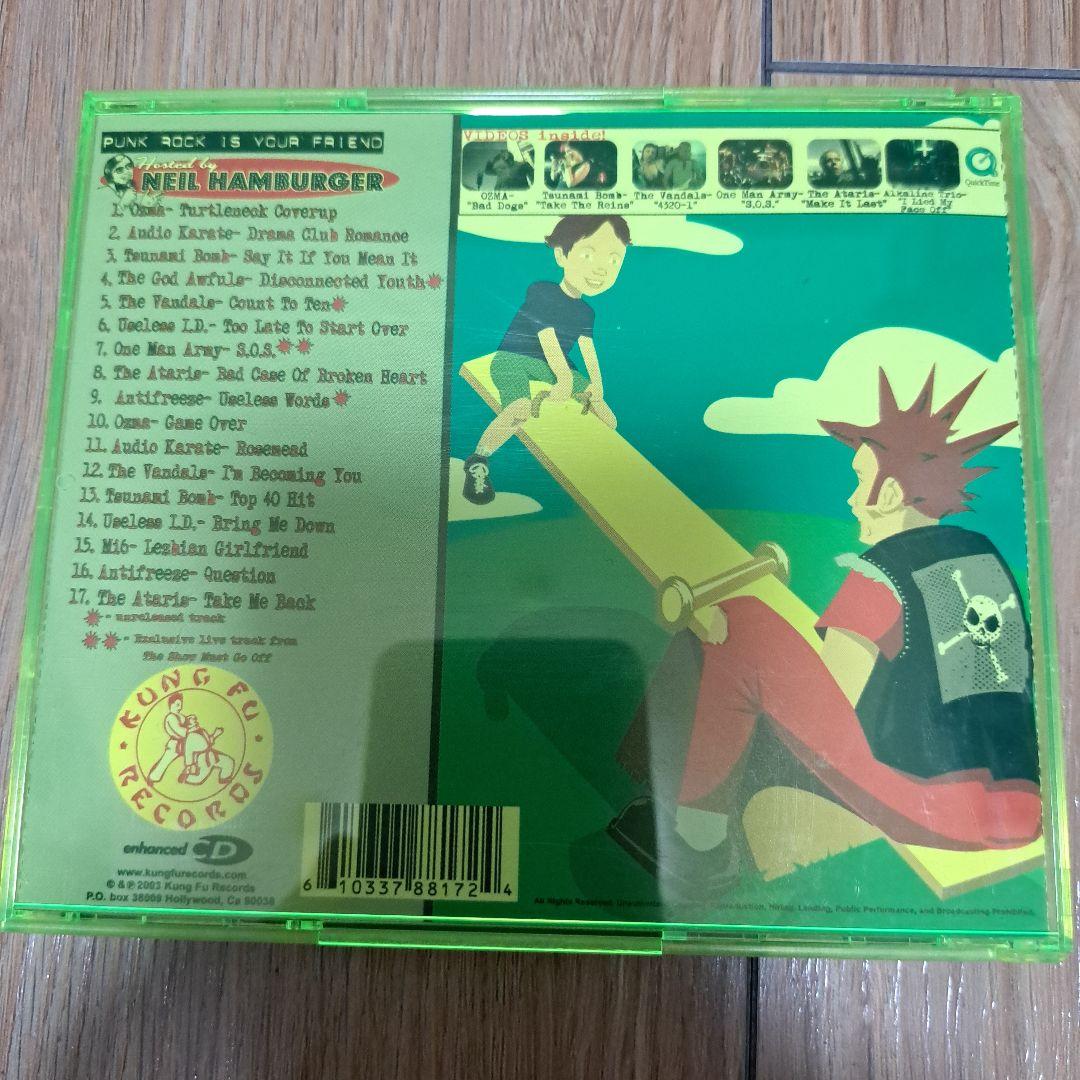 PUNK ROCK IS YOUR FRIEND
Hosted by
NEIL HAMBURGER
1. Ozma- Turtleneck Coverup
2. Audio Karate- Drama Club Romance
3. Tsunami Bomb- Say It If You Mean It
4. The God Awfuls- Disconnected Youth*
5. The Vandals- Count To Ten*
6. Useless I.D.- Too Late To Start Over
7. One Man Army- S.O.S.**
8. The Ataris- Bad Case Of Broken Heart
9. Antifreeze- Useless Words*
10. Ozma- Game Over
11. Audio Karate- Rosemead
12. The Vandals- I'm Becoming You
13. Tsunami Bomb- Top 40 Hit
14. Useless I.D.- Bring Me Down
15. Mi6- Lesbian Girlfriend
16. Antifreeze- Question
17. The Ataris- Take Me Back
* - unreleased track
** - Exclusive live track from
The Show Must Go Off
KUNG FU
RECORDS
enhanced CD
www.kungfurecords.com
© & ℗ 2003 Kung Fu Records
P.O. box 38009 Hollywood, Ca 90038
6 10337 88172 4
VIDEOS inside!
OZMA-
"Bad Dogs"
Tsunami Bomb-
"Take The Reins"
The Vandals-
"4320-1"
One Man Army-
"S.O.S."
The Ataris-
"Make It Last"
Alkaline Trio-
"I Lied My
Face Off"
QuickTime
All Rights Reserved. Hiring, Lending, Public Performance, and Broadcasting Prohibited.